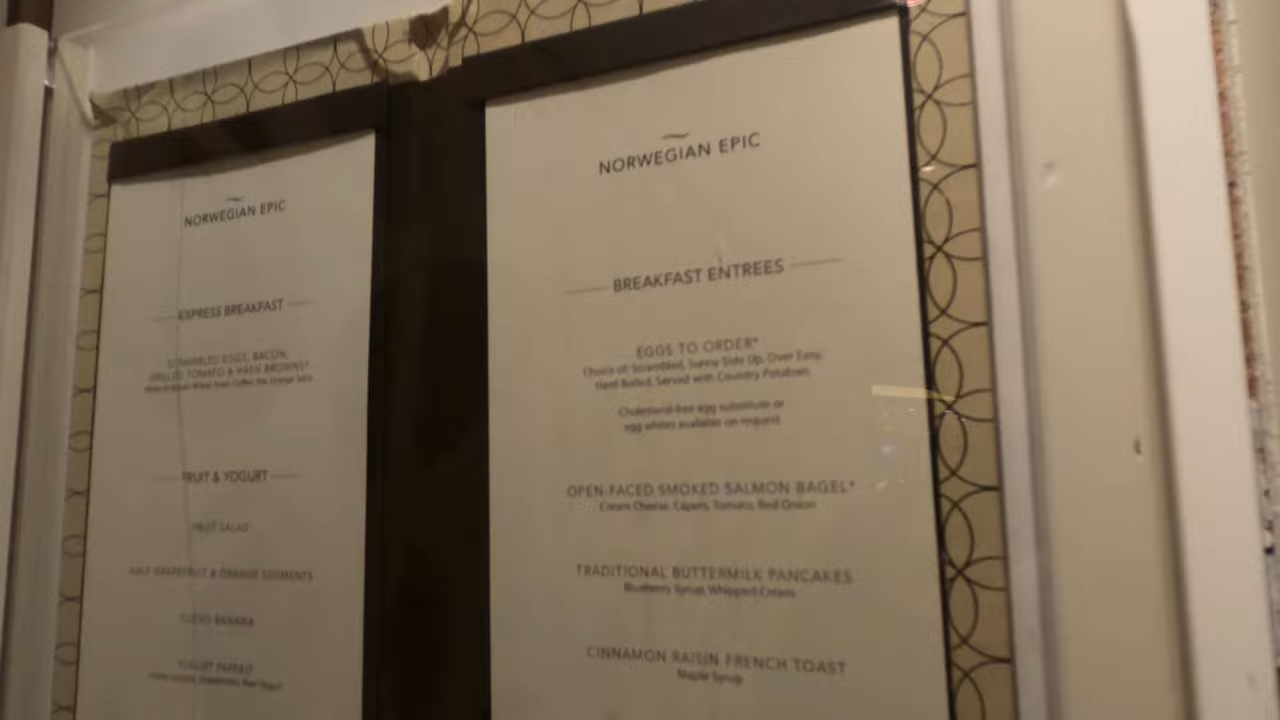 NORWEGIAN EPIC
EXPRESS BREAKFAST
SCRAMBLED EGGS, BACON,
GRILLED TOMATO & HASH BROWNS*
FRUIT & YOGURT
FRUIT SALAD
HALF GRAPEFRUIT & ORANGE SEGMENTS
SLICED BANANA
YOGURT PARFAIT
NORWEGIAN EPIC
BREAKFAST ENTREES
EGGS TO ORDER*
Choice of: Scrambled, Sunny Side Up, Over Easy,
Hard Boiled, Served with Country Potatoes
Cholesterol-free egg substitute or
egg whites available on request
OPEN-FACED SMOKED SALMON BAGEL*
Cream Cheese, Capers, Tomato, Red Onion
TRADITIONAL BUTTERMILK PANCAKES
Blueberry Syrup, Whipped Cream
CINNAMON RAISIN FRENCH TOAST
Maple Syrup